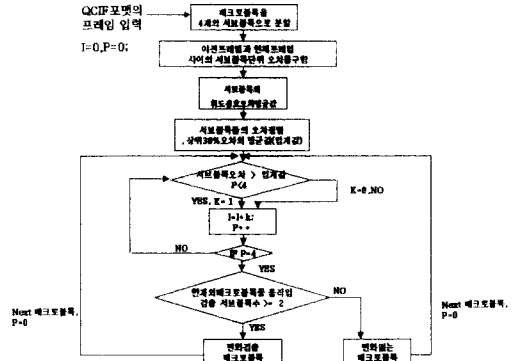 QCIF포맷의
프레임 입력
I=0,P=0;
매크로블록을
4개의 서브블록으로 분할
이전프레임과 현재프레임
사이의 서브블록단위 오차를구함
서브블록의
서브블록들의 오차정렬
,상위30%오차의 평균값(임계값)
서브블록오차 > 임계값
P<4
K=0,NO
YES, K=1
I=I+k;
P++
NO
IF P=4
YES
현재의매크로블록중 움직임
검출 서브블록수 >= 2
NO
YES
Next 매크로블록,
P=0
Next 매크로블록,
P=0
변화검출
매크로블록
변화없는
매크로블록